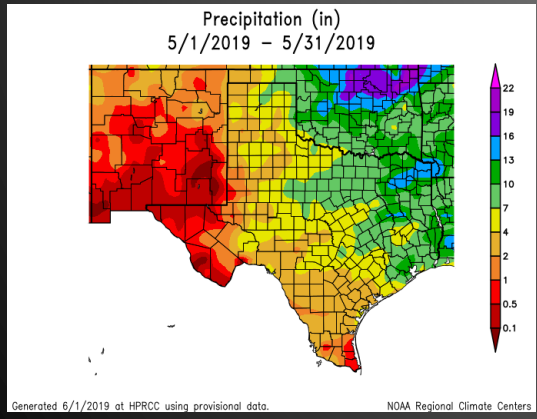 Precipitation (in)
5/1/2019 – 5/31/2019
22
19
16
13
10
7
4
2
1
0.5
0.1
Generated 6/1/2019 at HPRCC using provisional data.
NOAA Regional Climate Centers